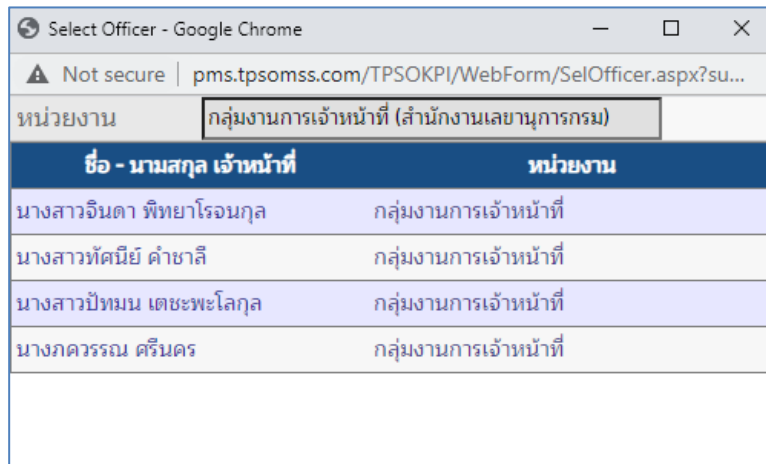 Select Officer - Google Chrome
Not secure | pms.tpsomss.com/TPSOKPI/WebForm/SelOfficer.aspx?su...
หน่วยงาน กลุ่มงานการเจ้าหน้าที่ (สำนักงานเลขานุการกรม)
ชื่อ - นามสกุล เจ้าหน้าที่ หน่วยงาน
นางสาวจินดา พิทยาโรจนกุล กลุ่มงานการเจ้าหน้าที่
นางสาวทัศนีย์ คำชาลี กลุ่มงานการเจ้าหน้าที่
นางสาวปัทมน เตชะพะโลกุล กลุ่มงานการเจ้าหน้าที่
นางภควรรณ ศรีนคร กลุ่มงานการเจ้าหน้าที่